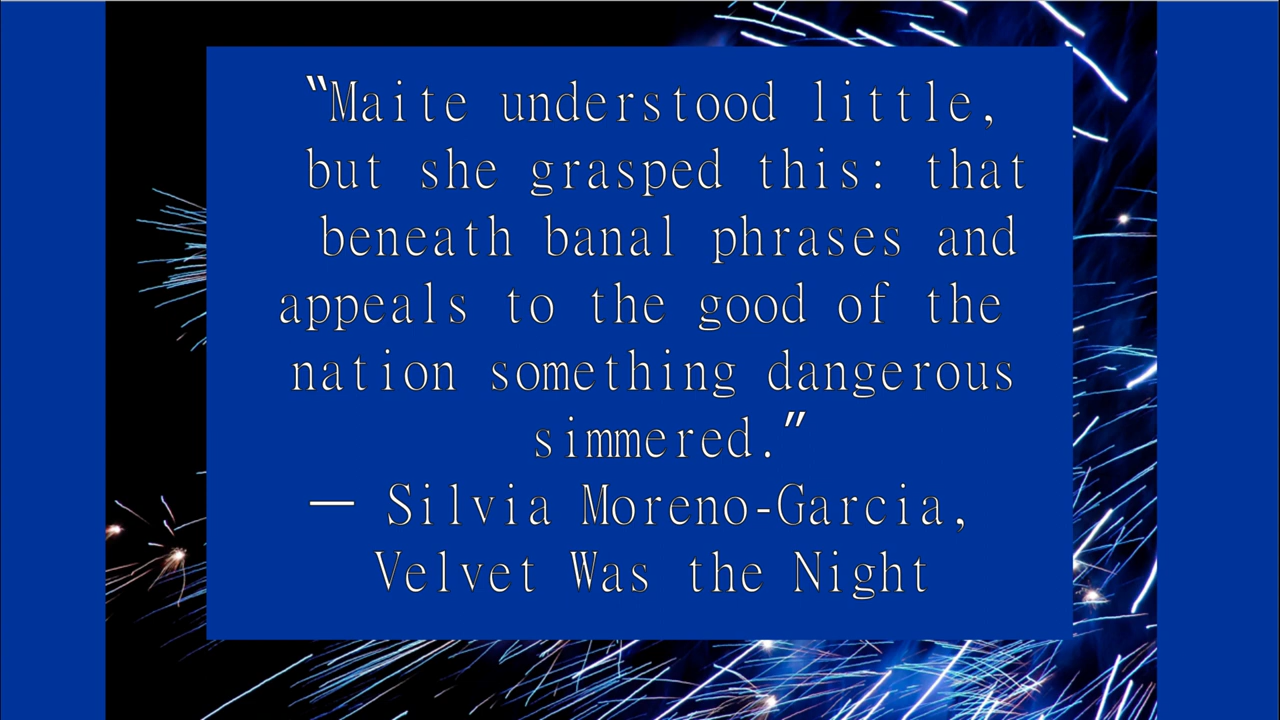 “Maite understood little,
but she grasped this: that
beneath banal phrases and
appeals to the good of the
nation something dangerous
simmered.”
— Silvia Moreno-Garcia,
Velvet Was the Night